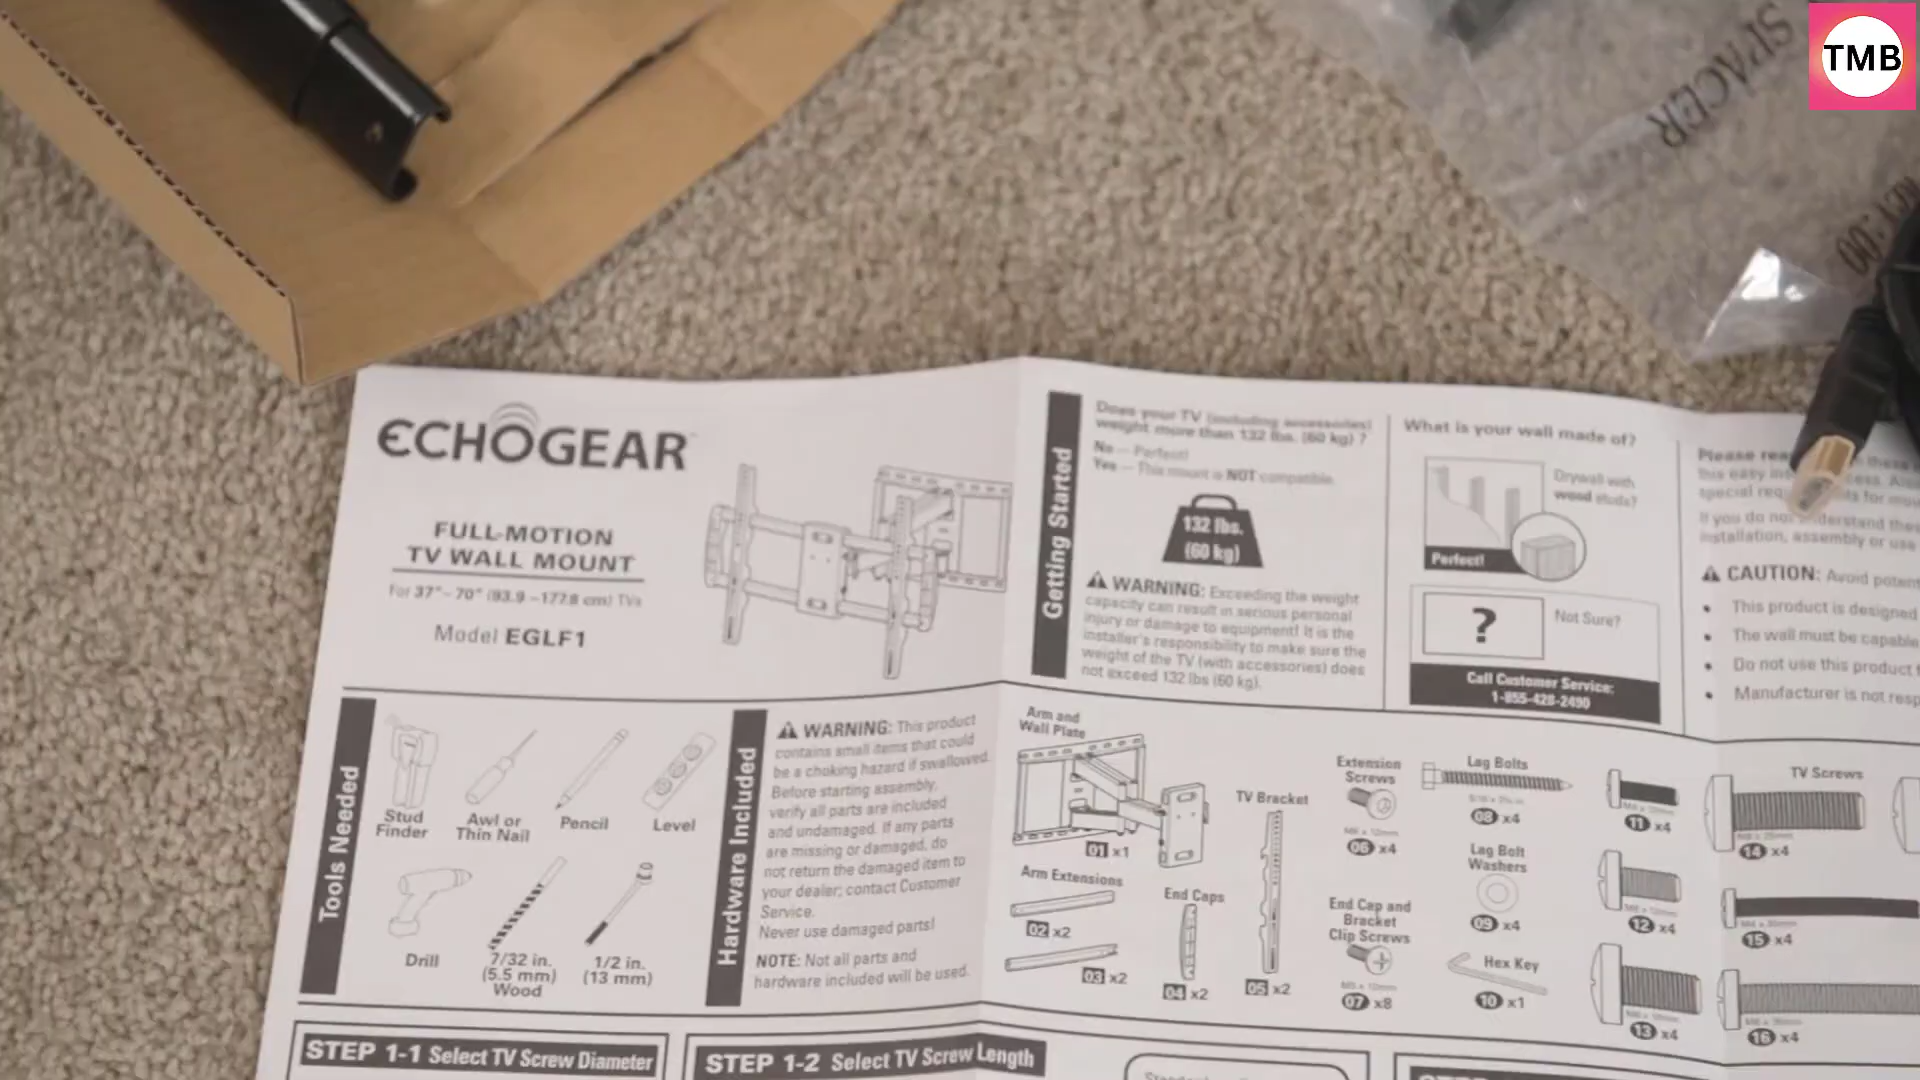 TMB
SPACER
ECHOGEAR
FULL-MOTION
TV WALL MOUNT
For 37"– 70" (93.9 –177.8 cm) TVs
Model EGLF1
Getting Started
Does your TV (including accessories)
weight more than 132 lbs. (60 kg) ?
No — Perfect!
Yes — This mount is NOT compatible.
132 lbs.
(60 kg)
WARNING: Exceeding the weight
capacity can result in serious personal
injury or damage to equipment! It is the
installer's responsibility to make sure the
weight of the TV (with accessories) does
not exceed 132 lbs (60 kg).
What is your wall made of?
Drywall with
wood studs?
Perfect!
?
Not Sure?
Call Customer Service:
1-855-428-2490
Please
special
If you do
installation, assembly or use
CAUTION: Avoid
This product is designed
The wall must be capable
Do not use this product
Manufacturer is not
Tools Needed
Stud
Finder
Awl or
Thin Nail
Pencil
Level
Drill
7/32 in.
(5.5 mm)
Wood
1/2 in.
(13 mm)
Hardware Included
WARNING: This product
contains small items that could
be a choking hazard if swallowed.
Before starting assembly,
verify all parts are included
and undamaged. If any parts
are missing or damaged, do
not return the damaged item to
your dealer; contact Customer
Service.
Never use damaged parts!
NOTE: Not all parts and
hardware included will be used.
Arm and
Wall Plate
01 x1
Arm Extensions
02 x2
03 x2
End Caps
04 x2
TV Bracket
05 x2
Extension
Screws
M6 x 12mm
06 x4
End Cap and
Bracket
Clip Screws
M5 x 10mm
07 x8
Lag Bolts
08 x4
Lag Bolt
Washers
09 x4
Hex Key
10 x1
11 x4
12 x4
13 x4
TV Screws
14 x4
15 x4
16 x4
STEP 1-1 Select TV Screw Diameter
STEP 1-2 Select TV Screw Length